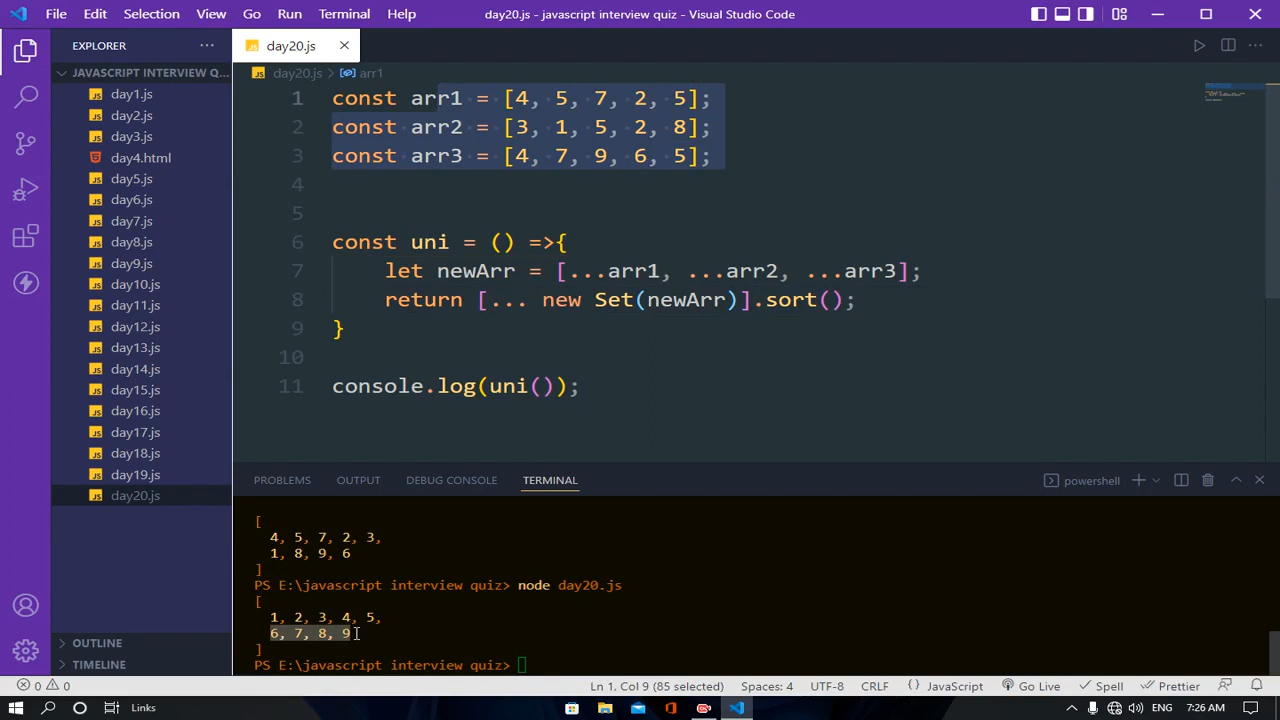 File Edit Selection View Go Run Terminal Help
day20.js - javascript interview quiz - Visual Studio Code
EXPLORER
JAVASCRIPT INTERVIEW Q...
day1.js
day2.js
day3.js
day4.html
day5.js
day6.js
day7.js
day8.js
day9.js
day10.js
day11.js
day12.js
day13.js
day14.js
day15.js
day16.js
day17.js
day18.js
day19.js
day20.js
OUTLINE
TIMELINE
day20.js
day20.js > arr1
1 const arr1 = [4, 5, 7, 2, 5];
2 const arr2 = [3, 1, 5, 2, 8];
3 const arr3 = [4, 7, 9, 6, 5];
4
5
6 const uni = () =>{
7 let newArr = [...arr1, ...arr2, ...arr3];
8 return [... new Set(newArr)].sort();
9 }
10
11 console.log(uni());
PROBLEMS OUTPUT DEBUG CONSOLE TERMINAL
powershell
[
4, 5, 7, 2, 3,
1, 8, 9, 6
]
PS E:\javascript interview quiz> node day20.js
[
1, 2, 3, 4, 5,
6, 7, 8, 9
]
PS E:\javascript interview quiz>
0 0
Ln 1, Col 9 (85 selected) Spaces: 4 UTF-8 CRLF {} JavaScript Go Live Spell Prettier
Links
ENG 7:26 AM